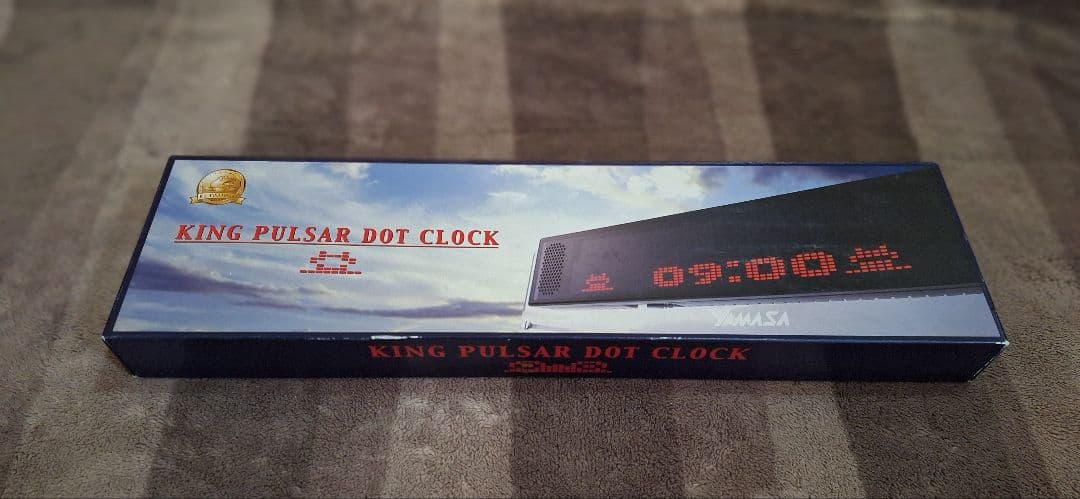 KING PULSAR DOT CLOCK
09:00
YAMASA
KING PULSAR DOT CLOCK